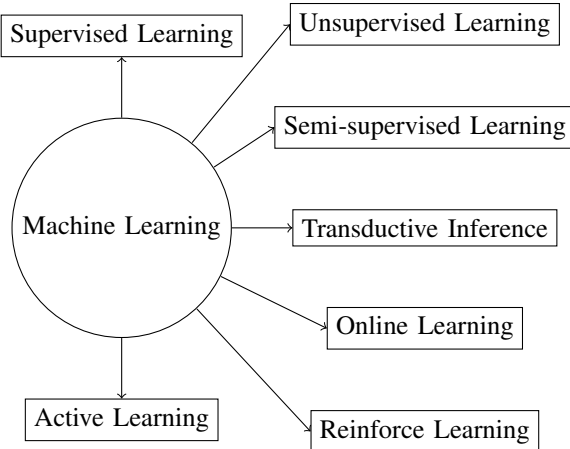 Supervised Learning
Unsupervised Learning
Semi-supervised Learning
Machine Learning
Transductive Inference
Online Learning
Active Learning
Reinforce Learning